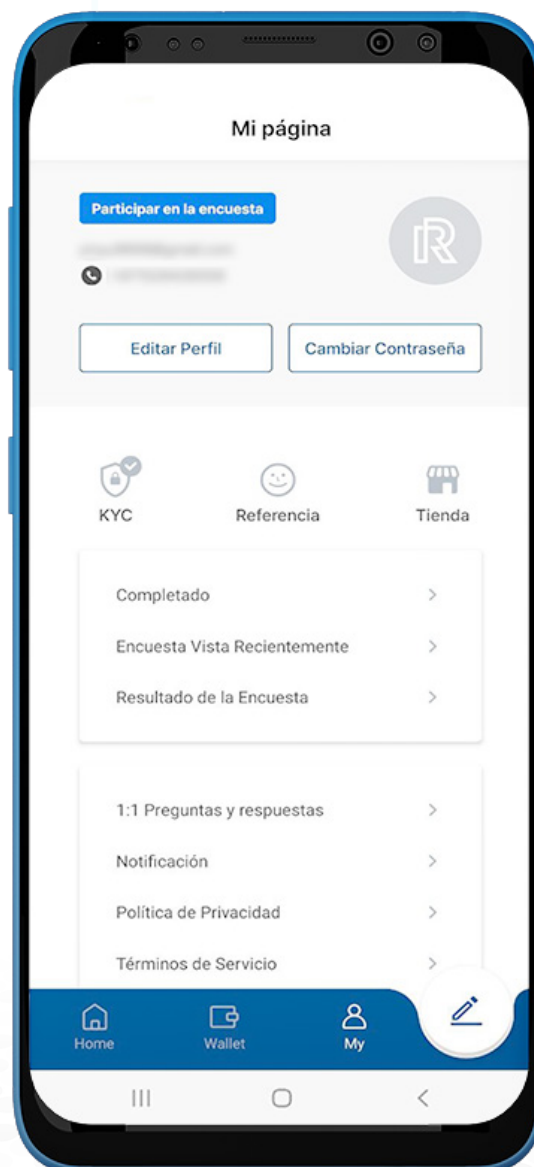 Mi página
Participar en la encuesta
Editar Perfil
Cambiar Contraseña
KYC
Referencia
Tienda
Completado
Encuesta Vista Recientemente
Resultado de la Encuesta
1:1 Preguntas y respuestas
Notificación
Política de Privacidad
Términos de Servicio
Home
Wallet
My